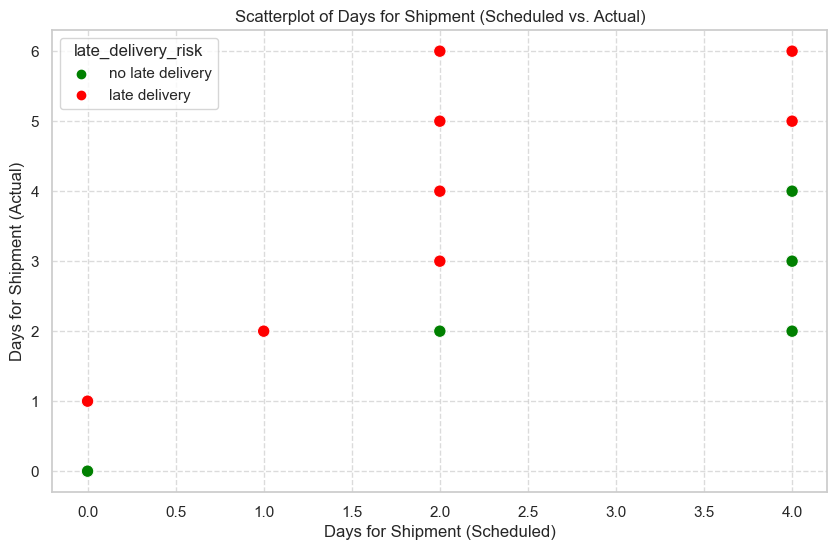 Scatterplot of Days for Shipment (Scheduled vs. Actual)
late_delivery_risk
no late delivery
late delivery
Days for Shipment (Actual)
6
5
4
3
2
1
0
0.0 0.5 1.0 1.5 2.0 2.5 3.0 3.5 4.0
Days for Shipment (Scheduled)